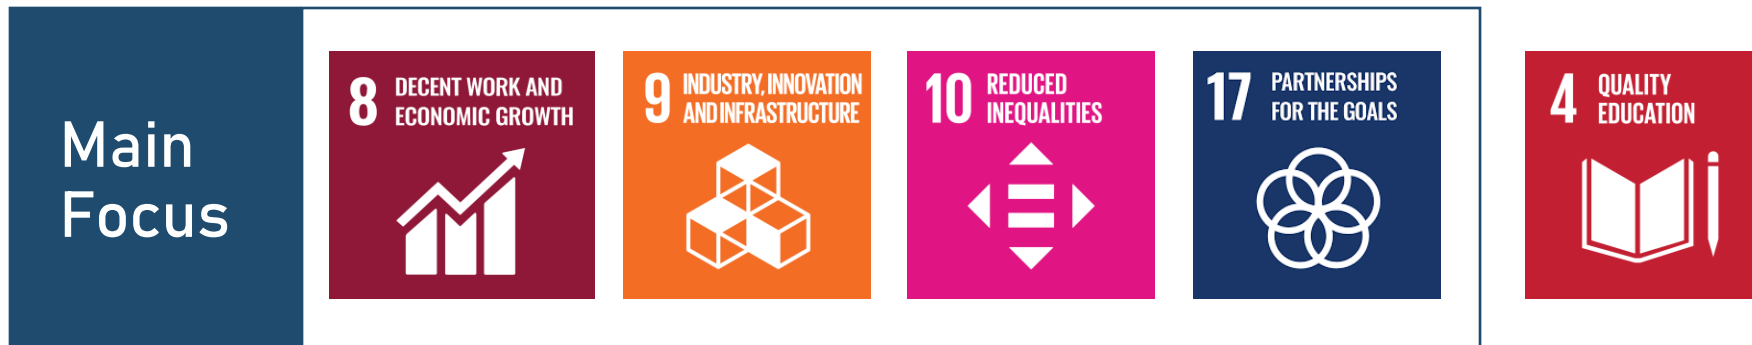 Main
Focus
8 DECENT WORK AND
ECONOMIC GROWTH
9 INDUSTRY, INNOVATION
AND INFRASTRUCTURE
10 REDUCED
INEQUALITIES
17 PARTNERSHIPS
FOR THE GOALS
4 QUALITY
EDUCATION